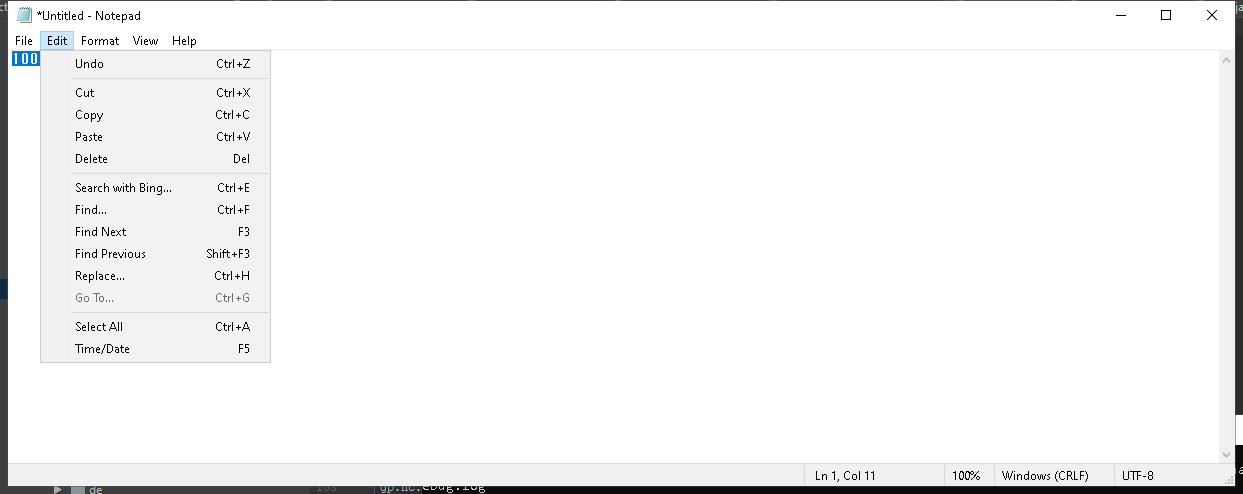 *Untitled - Notepad
File Edit Format View Help
100
Undo Ctrl+Z
Cut Ctrl+X
Copy Ctrl+C
Paste Ctrl+V
Delete Del
Search with Bing... Ctrl+E
Find... Ctrl+F
Find Next F3
Find Previous Shift+F3
Replace... Ctrl+H
Go To... Ctrl+G
Select All Ctrl+A
Time/Date F5
Ln 1, Col 11 100% Windows (CRLF) UTF-8
de